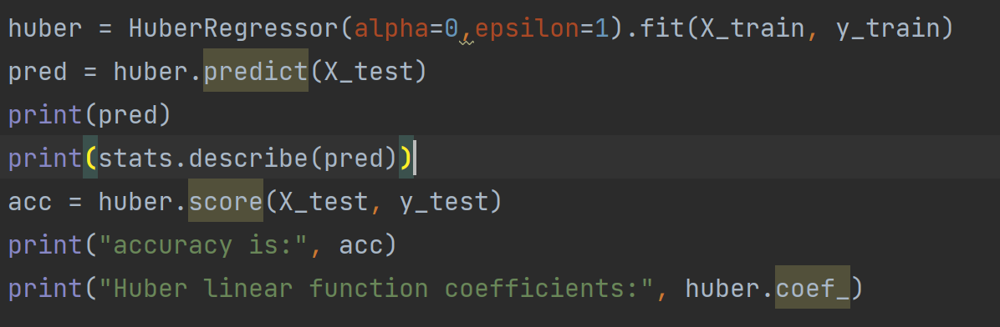 huber = HuberRegressor(alpha=0,epsilon=1).fit(X_train, y_train)
pred = huber.predict(X_test)
print(pred)
print(stats.describe(pred))
acc = huber.score(X_test, y_test)
print("accuracy is:", acc)
print("Huber linear function coefficients:", huber.coef_)